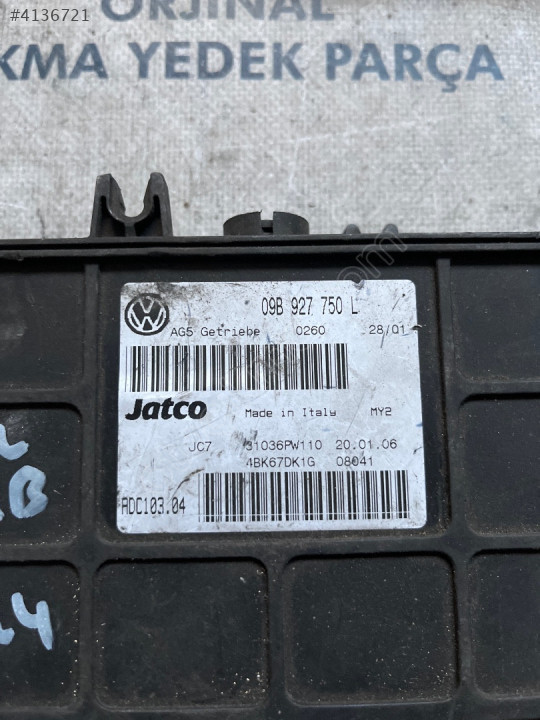 #4136721
ORJİNAL
KMA YEDEK PARÇA
09B 927 750 L
AG5 Getriebe 0260 28/01
Jatco Made in Italy MY2
JC7 31036PW110 20.01.06
4BK67DK1G 08041
ADC103.04